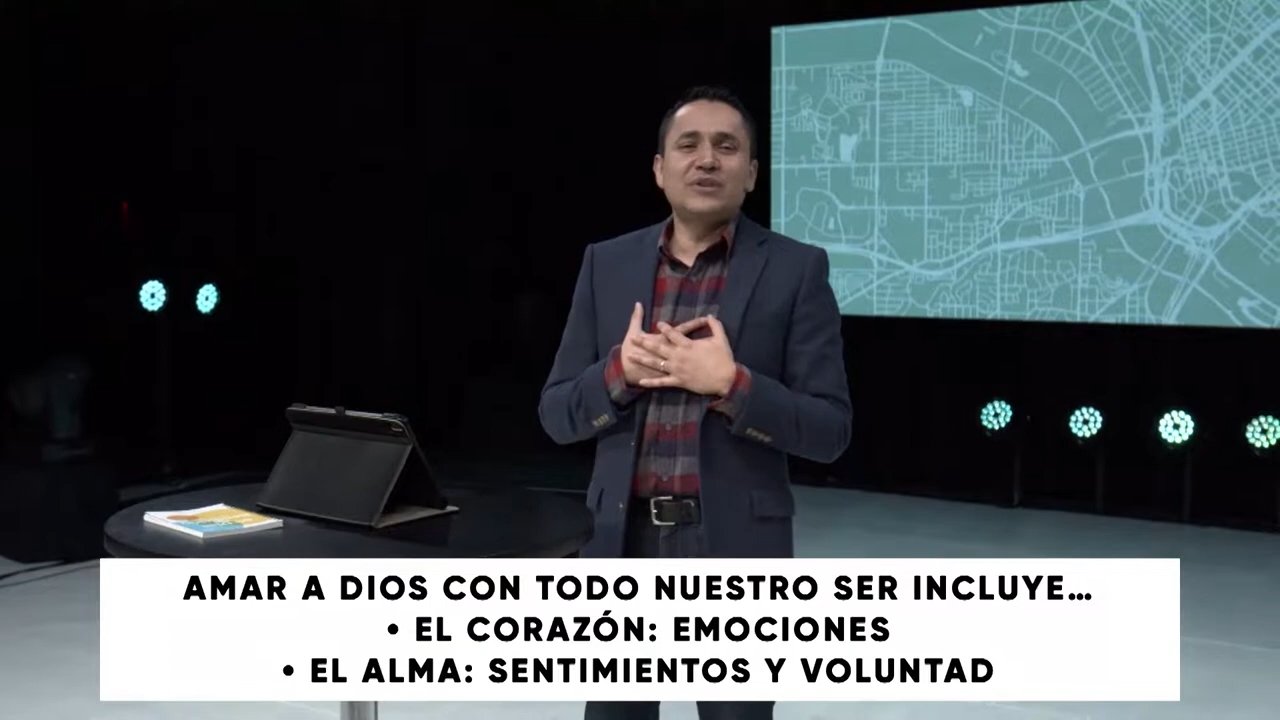 AMAR A DIOS CON TODO NUESTRO SER INCLUYE...
• EL CORAZÓN: EMOCIONES
• EL ALMA: SENTIMIENTOS Y VOLUNTAD